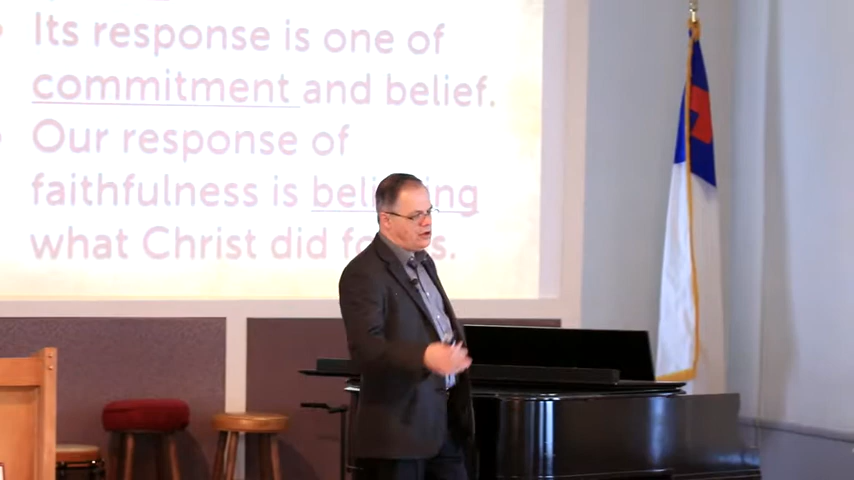 Its response is one of
commitment and belief.
Our response of
faithfulness is
what Christ did